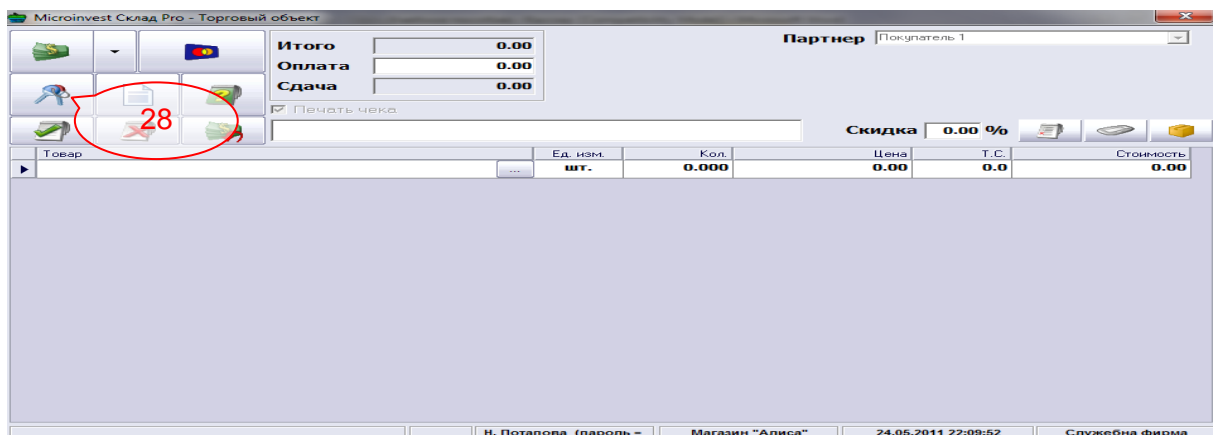 Microinvest Склад Pro - Торговый объект
Итого 0.00
Партнер Покупатель 1
Оплата 0.00
Сдача 0.00
Печать чека
28
Скидка 0.00 %
Товар Ед. изм. Кол. Цена Т.С. Стоимость
... шт. 0.000 0.00 0.0 0.00
Н. Потапова (пароль = Магазин "Алиса" 24.05.2011 22:09:52 Служебна фирма